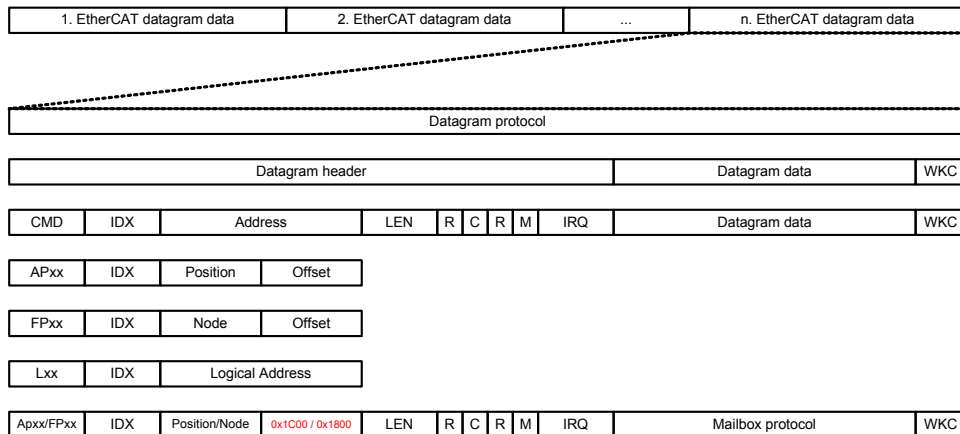 1. EtherCAT datagram data 2. EtherCAT datagram data ... n. EtherCAT datagram data
Datagram protocol
Datagram header Datagram data WKC
CMD IDX Address LEN R C R M IRQ Datagram data WKC
APxx IDX Position Offset
FPxx IDX Node Offset
Lxx IDX Logical Address
Apxx/FPxx IDX Position/Node 0x1C00 / 0x1800 LEN R C R M IRQ Mailbox protocol WKC